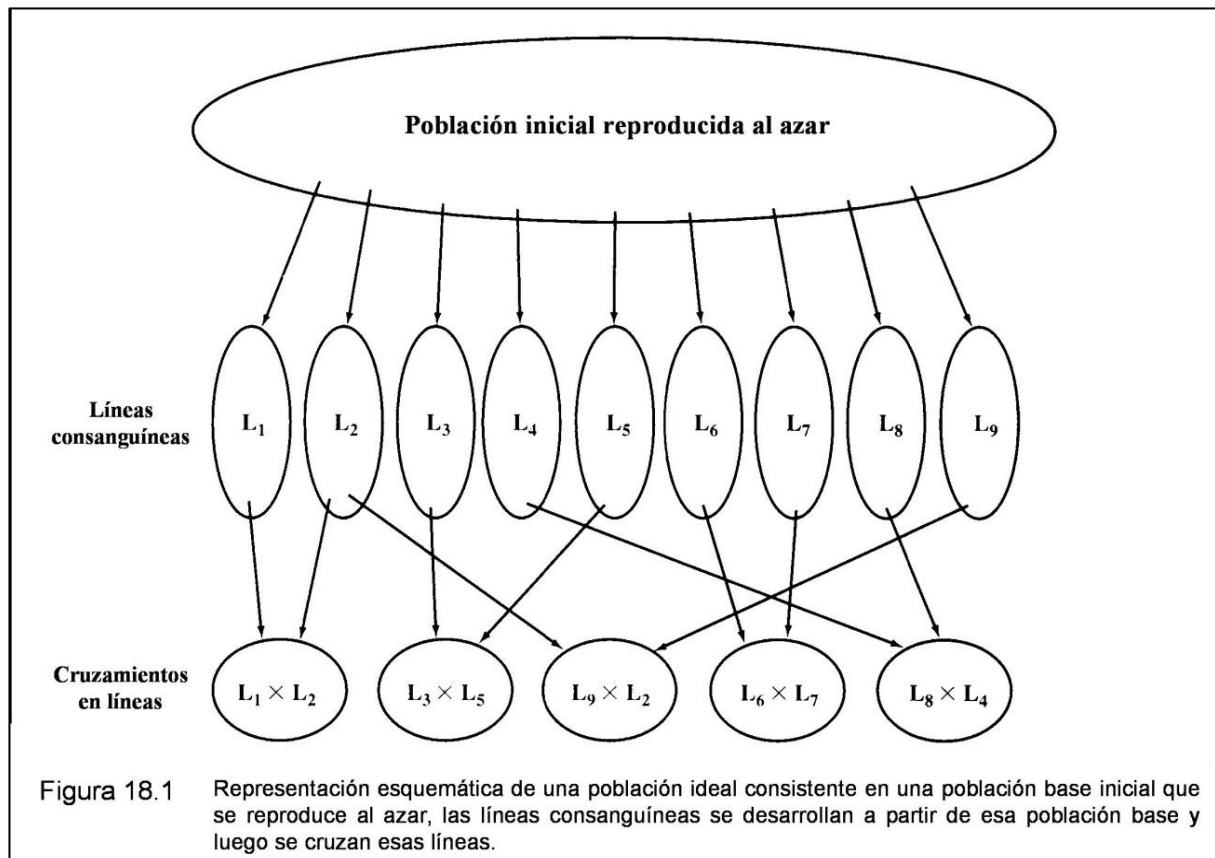 Población inicial reproducida al azar
Líneas
consanguíneas
L₁ L₂ L₃ L₄ L₅ L₆ L₇ L₈ L₉
Cruzamientos
en líneas
L₁ × L₂ L₃ × L₅ L₉ × L₂ L₆ × L₇ L₈ × L₄
Figura 18.1 Representación esquemática de una población ideal consistente en una población base inicial que
se reproduce al azar, las líneas consanguíneas se desarrollan a partir de esa población base y
luego se cruzan esas líneas.